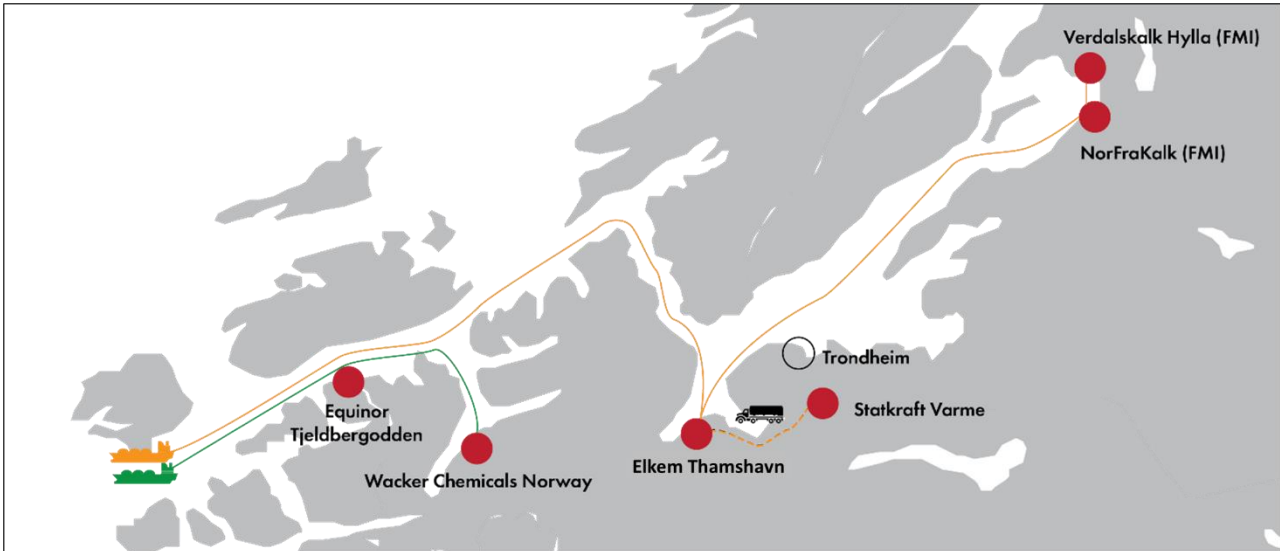 Verdalskalk Hylla (FMI)
NorFraKalk (FMI)
Trondheim
Statkraft Varme
Equinor
Tjeldbergodden
Elkem Thamshavn
Wacker Chemicals Norway